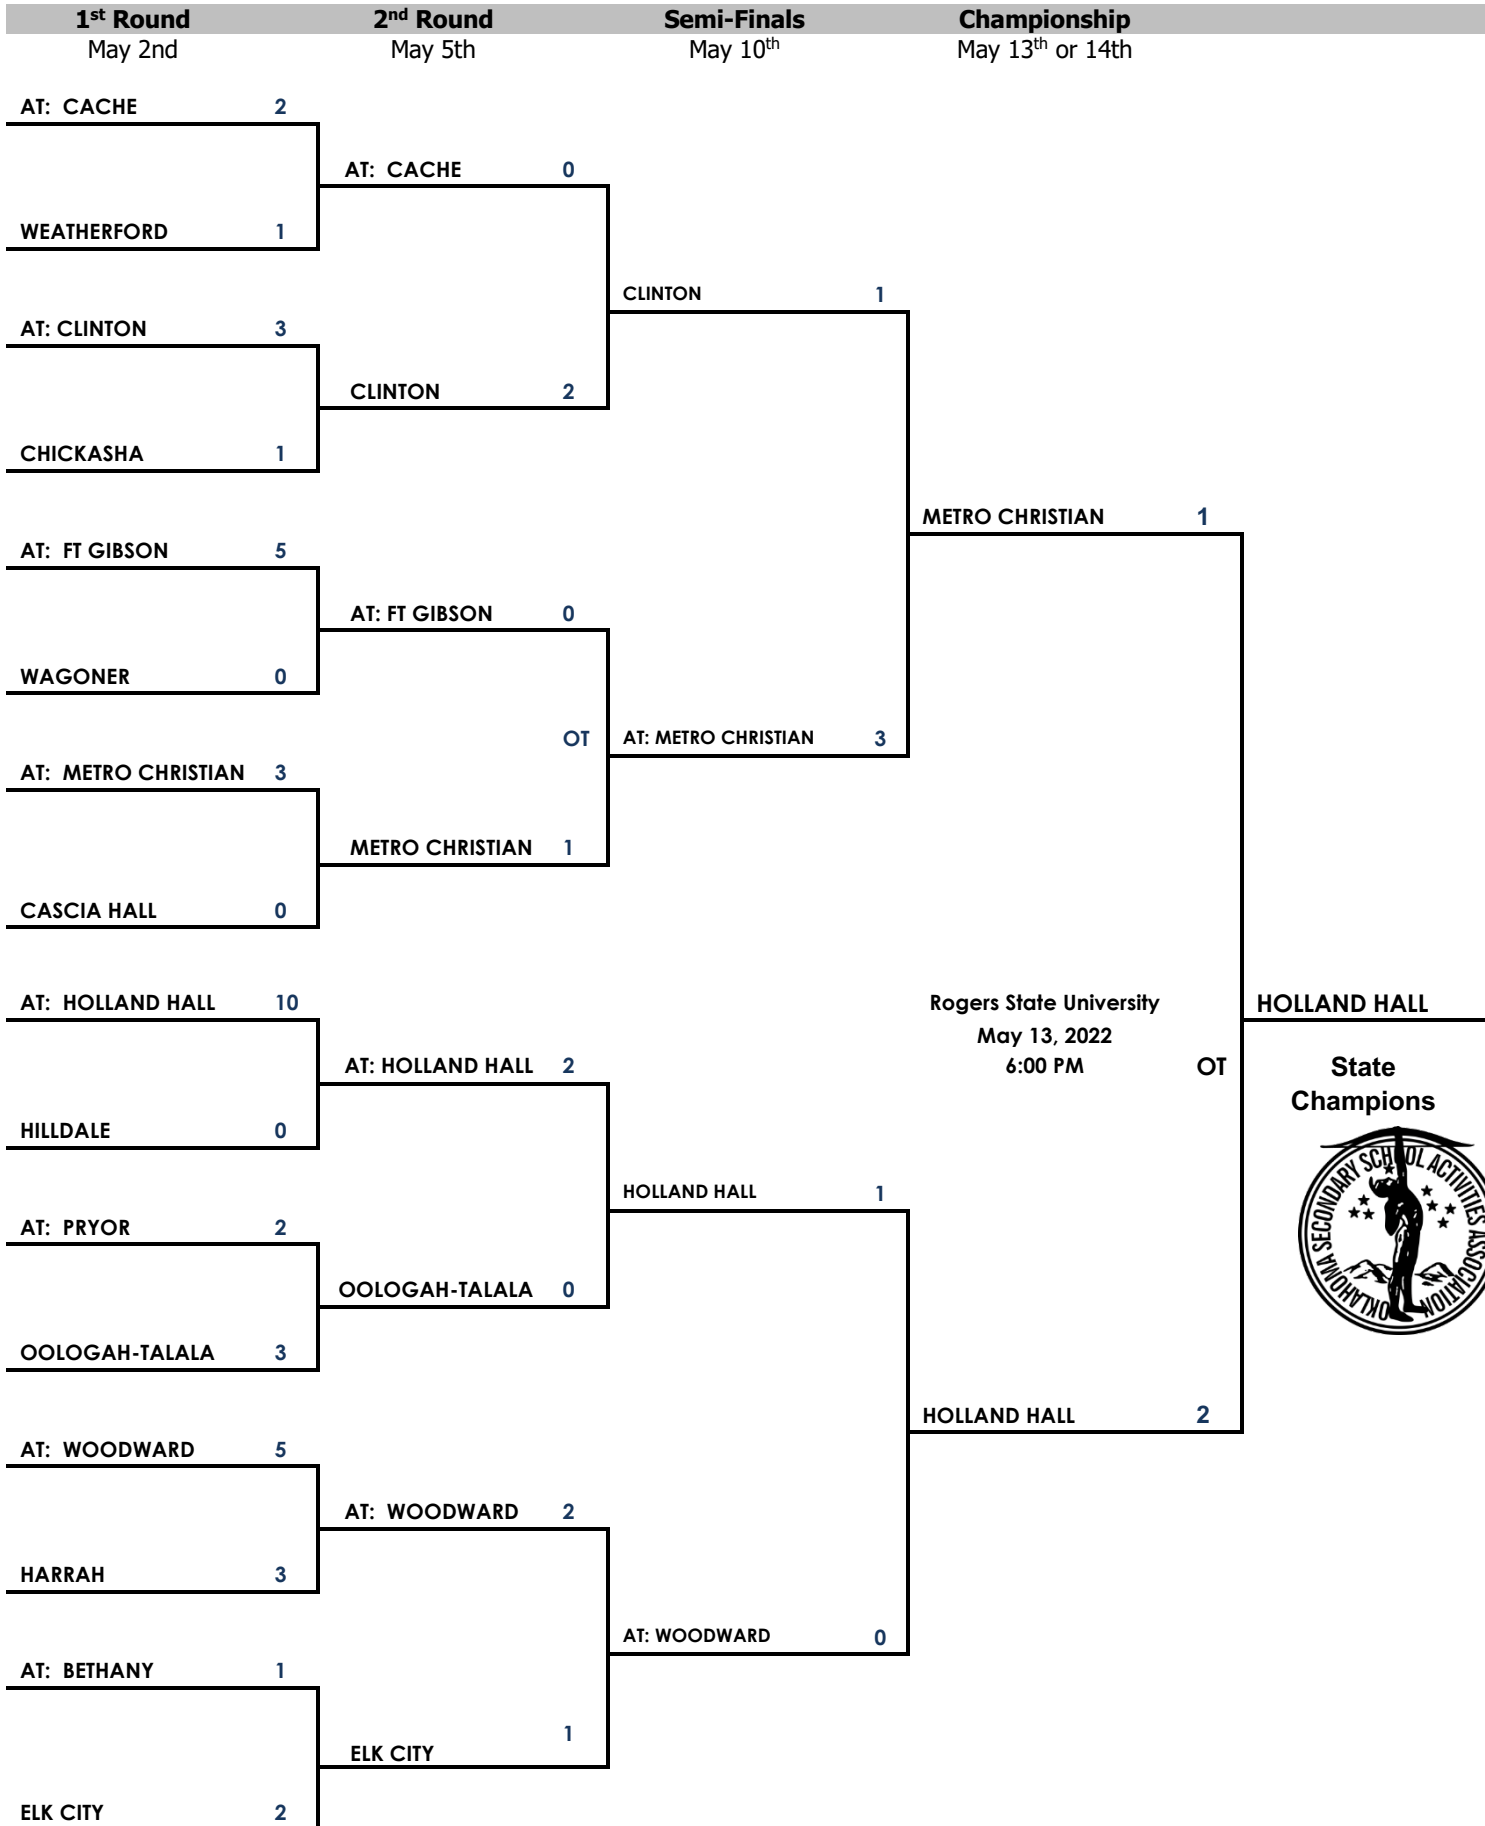 1st Round 2nd Round Semi-Finals Championship
May 2nd May 5th May 10th May 13th or 14th
AT: CACHE 2
AT: CACHE 0
WEATHERFORD 1
CLINTON 1
AT: CLINTON 3
CLINTON 2
CHICKASHA 1
METRO CHRISTIAN 1
AT: FT GIBSON 5
AT: FT GIBSON 0
WAGONER 0
OT AT: METRO CHRISTIAN 3
AT: METRO CHRISTIAN 3
METRO CHRISTIAN 1
CASCIA HALL 0
AT: HOLLAND HALL 10
Rogers State University
HOLLAND HALL
May 13, 2022
6:00 PM OT
AT: HOLLAND HALL 2
State
Champions
HILLDALE 0
OKLAHOMA SECONDARY SCHOOL ACTIVITIES ASSOCIATION
HOLLAND HALL 1
AT: PRYOR 2
OOLOGAH-TALALA 0
OOLOGAH-TALALA 3
HOLLAND HALL 2
AT: WOODWARD 5
AT: WOODWARD 2
HARRAH 3
AT: WOODWARD 0
AT: BETHANY 1
ELK CITY 1
ELK CITY 2